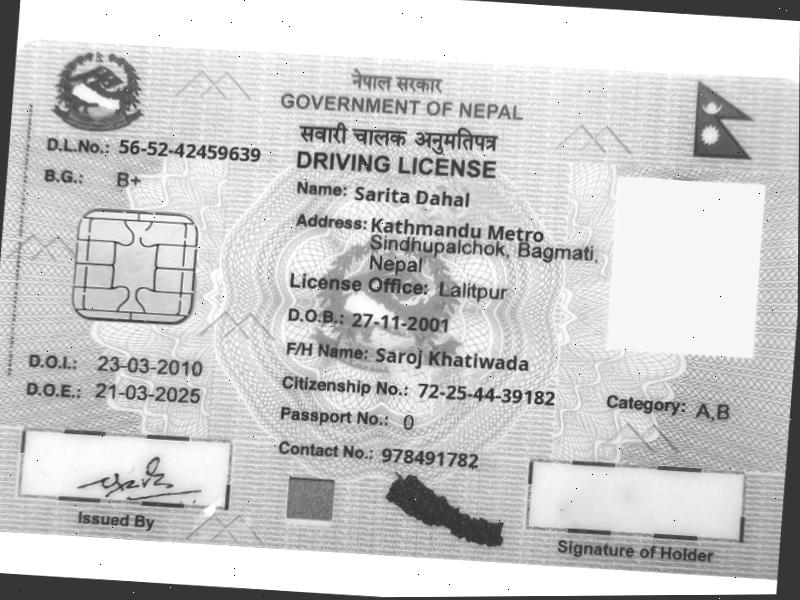 नेपाल सरकार
GOVERNMENT OF NEPAL
सवारी चालक अनुमतिपत्र
DRIVING LICENSE
D.L.No.: 56-52-42459639
B.G.: B+
Name: Sarita Dahal
Address: Kathmandu Metro
Sindhupalchok, Bagmati,
Nepal
License Office: Lalitpur
D.O.B.: 27-11-2001
F/H Name: Saroj Khatiwada
D.O.I.: 23-03-2010
D.O.E.: 21-03-2025
Citizenship No.: 72-25-44-39182
Category: A,B
Passport No.: 0
Contact No.: 978491782
Issued By
Signature of Holder